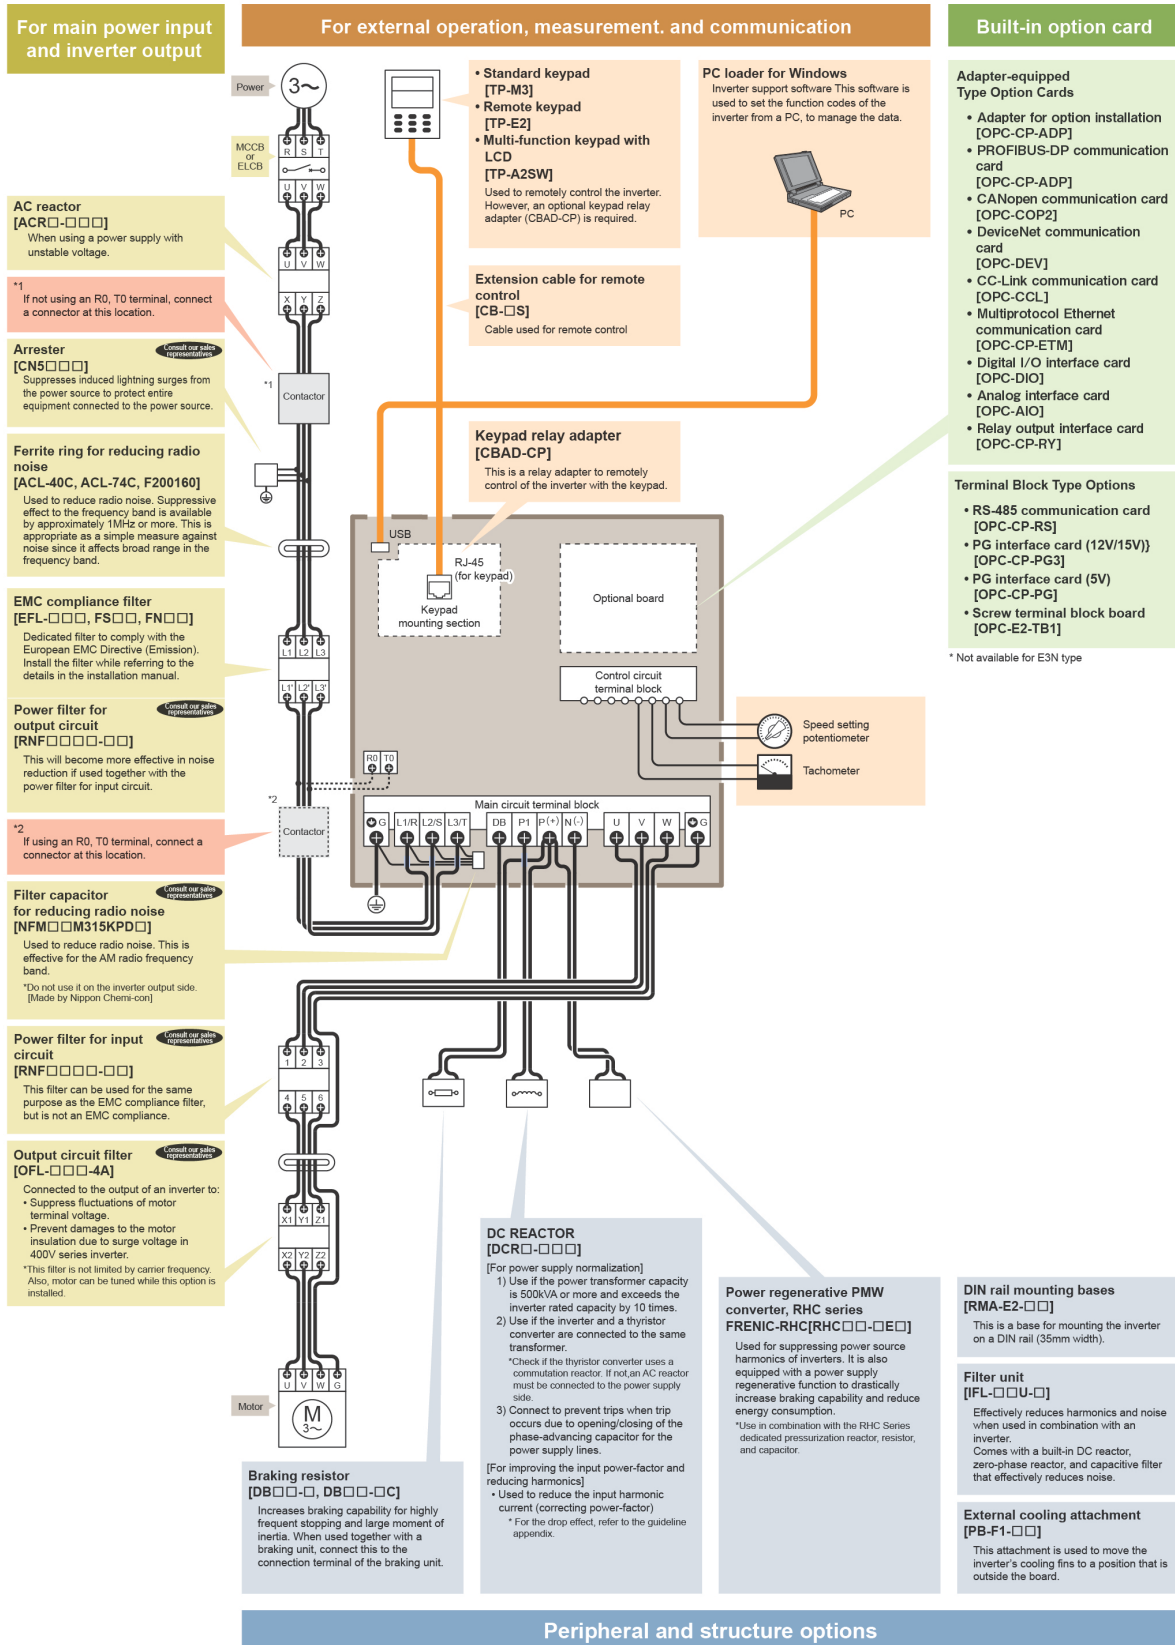 For main power input
and inverter output
For external operation, measurement. and communication
Built-in option card
Power
3～
MCCB
or
ELCB
R S T
U V W
AC reactor
[ACR□-□□□]
When using a power supply with
unstable voltage.
U V W
X Y Z
*1
If not using an R0, T0 terminal, connect
a connector at this location.
*1
Contactor
Arrester
Consult our sales
representatives
[CN5□□□]
Suppresses induced lightning surges from
the power source to protect entire
equipment connected to the power source.
Ferrite ring for reducing radio
noise
[ACL-40C, ACL-74C, F200160]
Used to reduce radio noise. Suppressive
effect to the frequency band is available
by approximately 1MHz or more. This is
appropriate as a simple measure against
noise since it affects broad range in the
frequency band.
EMC compliance filter
[EFL-□□□, FS□□, FN□□]
Dedicated filter to comply with the
European EMC Directive (Emission).
Install the filter while referring to the
details in the installation manual.
L1 L2 L3
L1' L2' L3'
Power filter for
output circuit
Consult our sales
representatives
[RNF□□□□-□□]
This will become more effective in noise
reduction if used together with the
power filter for input circuit.
*2
If using an R0, T0 terminal, connect a
connector at this location.
*2
Contactor
Filter capacitor
for reducing radio noise
Consult our sales
representatives
[NFM□□M315KPD□]
Used to reduce radio noise. This is
effective for the AM radio frequency
band.
*Do not use it on the inverter output side.
[Made by Nippon Chemi-con]
Power filter for input
circuit
Consult our sales
representatives
[RNF□□□□-□□]
This filter can be used for the same
purpose as the EMC compliance filter,
but is not an EMC compliance.
1 2 3
4 5 6
Output circuit filter
Consult our sales
representatives
[OFL-□□□-4A]
Connected to the output of an inverter to:
• Suppress fluctuations of motor
terminal voltage.
• Prevent damages to the motor
insulation due to surge voltage in
400V series inverter.
*This filter is not limited by carrier frequency.
Also, motor can be tuned while this option is
installed.
X1 Y1 Z1
X2 Y2 Z2
Motor
U V W G
M
3～
• Standard keypad
[TP-M3]
• Remote keypad
[TP-E2]
• Multi-function keypad with
LCD
[TP-A2SW]
Used to remotely control the inverter.
However, an optional keypad relay
adapter (CBAD-CP) is required.
PC loader for Windows
Inverter support software This software is
used to set the function codes of the
inverter from a PC, to manage the data.
PC
Extension cable for remote
control
[CB-□S]
Cable used for remote control
Keypad relay adapter
[CBAD-CP]
This is a relay adapter to remotely
control of the inverter with the keypad.
USB
RJ-45
(for keypad)
Keypad
mounting section
Optional board
Control circuit
terminal block
Speed setting
potentiometer
Tachometer
R0 T0
Main circuit terminal block
G L1/R L2/S L3/T DB P1 P(+) N(-) U V W G
Adapter-equipped
Type Option Cards
• Adapter for option installation
[OPC-CP-ADP]
• PROFIBUS-DP communication
card
[OPC-CP-ADP]
• CANopen communication card
[OPC-COP2]
• DeviceNet communication
card
[OPC-DEV]
• CC-Link communication card
[OPC-CCL]
• Multiprotocol Ethernet
communication card
[OPC-CP-ETM]
• Digital I/O interface card
[OPC-DIO]
• Analog interface card
[OPC-AIO]
• Relay output interface card
[OPC-CP-RY]
Terminal Block Type Options
• RS-485 communication card
[OPC-CP-RS]
• PG interface card (12V/15V)}
[OPC-CP-PG3]
• PG interface card (5V)
[OPC-CP-PG]
• Screw terminal block board
[OPC-E2-TB1]
* Not available for E3N type
Braking resistor
[DB□□-□, DB□□-□C]
Increases braking capability for highly
frequent stopping and large moment of
inertia. When used together with a
braking unit, connect this to the
connection terminal of the braking unit.
DC REACTOR
[DCR□-□□□]
[For power supply normalization]
1) Use if the power transformer capacity
is 500kVA or more and exceeds the
inverter rated capacity by 10 times.
2) Use if the inverter and a thyristor
converter are connected to the same
transformer.
*Check if the thyristor converter uses a
commutation reactor. If not,an AC reactor
must be connected to the power supply
side.
3) Connect to prevent trips when trip
occurs due to opening/closing of the
phase-advancing capacitor for the
power supply lines.
[For improving the input power-factor and
reducing harmonics]
• Used to reduce the input harmonic
current (correcting power-factor)
* For the drop effect, refer to the guideline
appendix.
Power regenerative PMW
converter, RHC series
FRENIC-RHC[RHC□□-□E□]
Used for suppressing power source
harmonics of inverters. It is also
equipped with a power supply
regenerative function to drastically
increase braking capability and reduce
energy consumption.
*Use in combination with the RHC Series
dedicated pressurization reactor, resistor,
and capacitor.
DIN rail mounting bases
[RMA-E2-□□]
This is a base for mounting the inverter
on a DIN rail (35mm width).
Filter unit
[IFL-□□U-□]
Effectively reduces harmonics and noise
when used in combination with an
inverter.
Comes with a built-in DC reactor,
zero-phase reactor, and capacitive filter
that effectively reduces noise.
External cooling attachment
[PB-F1-□□]
This attachment is used to move the
inverter's cooling fins to a position that is
outside the board.
Peripheral and structure options